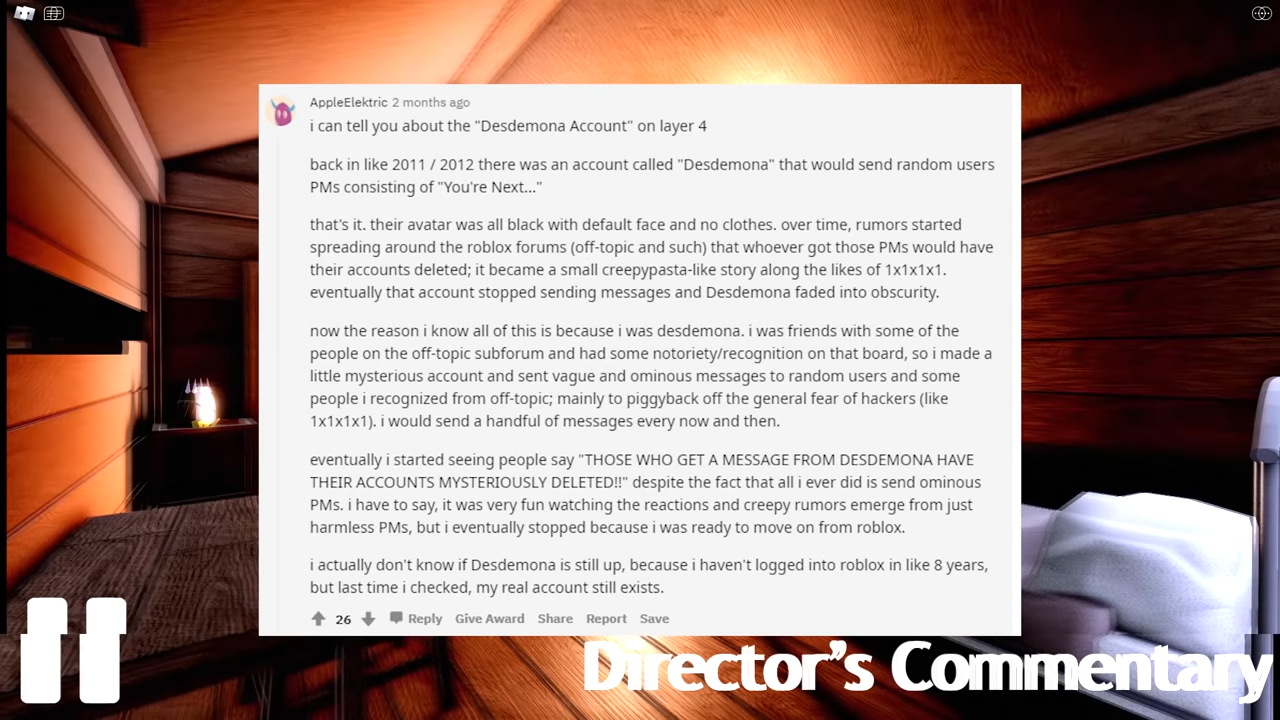 AppleElektric 2 months ago
i can tell you about the "Desdemona Account" on layer 4
back in like 2011 / 2012 there was an account called "Desdemona" that would send random users
PMs consisting of "You're Next..."
that's it. their avatar was all black with default face and no clothes. over time, rumors started
spreading around the roblox forums (off-topic and such) that whoever got those PMs would have
their accounts deleted; it became a small creepypasta-like story along the likes of 1x1x1x1.
eventually that account stopped sending messages and Desdemona faded into obscurity.
now the reason i know all of this is because i was desdemona. i was friends with some of the
people on the off-topic subforum and had some notoriety/recognition on that board, so i made a
little mysterious account and sent vague and ominous messages to random users and some
people i recognized from off-topic; mainly to piggyback off the general fear of hackers (like
1x1x1x1). i would send a handful of messages every now and then.
eventually i started seeing people say "THOSE WHO GET A MESSAGE FROM DESDEMONA HAVE
THEIR ACCOUNTS MYSTERIOUSLY DELETED!!" despite the fact that all i ever did is send ominous
PMs. i have to say, it was very fun watching the reactions and creepy rumors emerge from just
harmless PMs, but i eventually stopped because i was ready to move on from roblox.
i actually don't know if Desdemona is still up, because i haven't logged into roblox in like 8 years,
but last time i checked, my real account still exists.
26 Reply Give Award Share Report Save
Director's Commentary